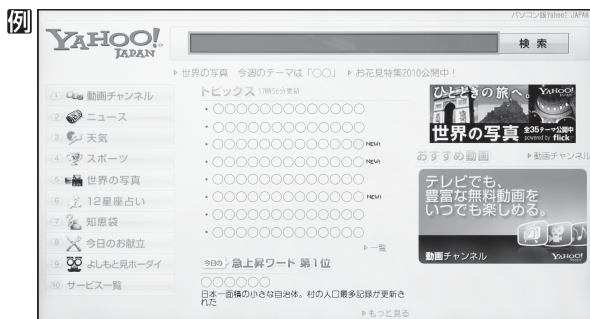 例
パソコン版Yahoo! JAPAN
YAHOO!
JAPAN
検索
世界の写真 今週のテーマは「○○」 お花見特集2010公開中!
1 動画チャンネル
2 ニュース
3 天気
4 スポーツ
5 世界の写真
6 12星座占い
7 知恵袋
8 今日のお献立
9 よしもと見ホーダイ
10 サービス一覧
トピックス 17時56分更新
・○○○○○○○○○○○○○
・○○○○○○○○○○○○○
・○○○○○○○○○○○○○ NEW!
・○○○○○○○○○○○○○ NEW!
・○○○○○○○○○○○○○
・○○○○○○○○○○○○○ NEW!
・○○○○○○○○○○○○○
・○○○○○○○○○○○○○
一覧
今日の 急上昇ワード 第1位
○○○○○○
日本一面積の小さな自治体。村の人口最多記録が更新さ
れた
もっと見る
ひとときの旅へ。
YAHOO!
JAPAN
世界の写真
全35テーマ公開中
powered by flickr
おすすめ動画
動画チャンネル
テレビでも、
豊富な無料動画を
いつでも楽しめる。
動画チャンネル
YAHOO!
JAPAN